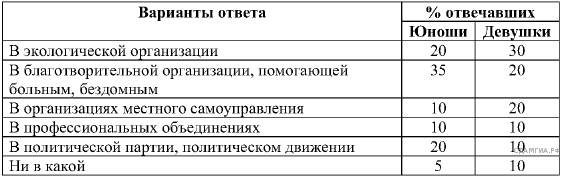 Варианты ответа % отвечавших
Юноши Девушки
В экологической организации 20 30
В благотворительной организации, помогающей 35 20
больным, бездомным
В организациях местного самоуправления 10 20
В профессиональных объединениях 10 10
В политической партии, политическом движении 20 10
Ни в какой 5 10